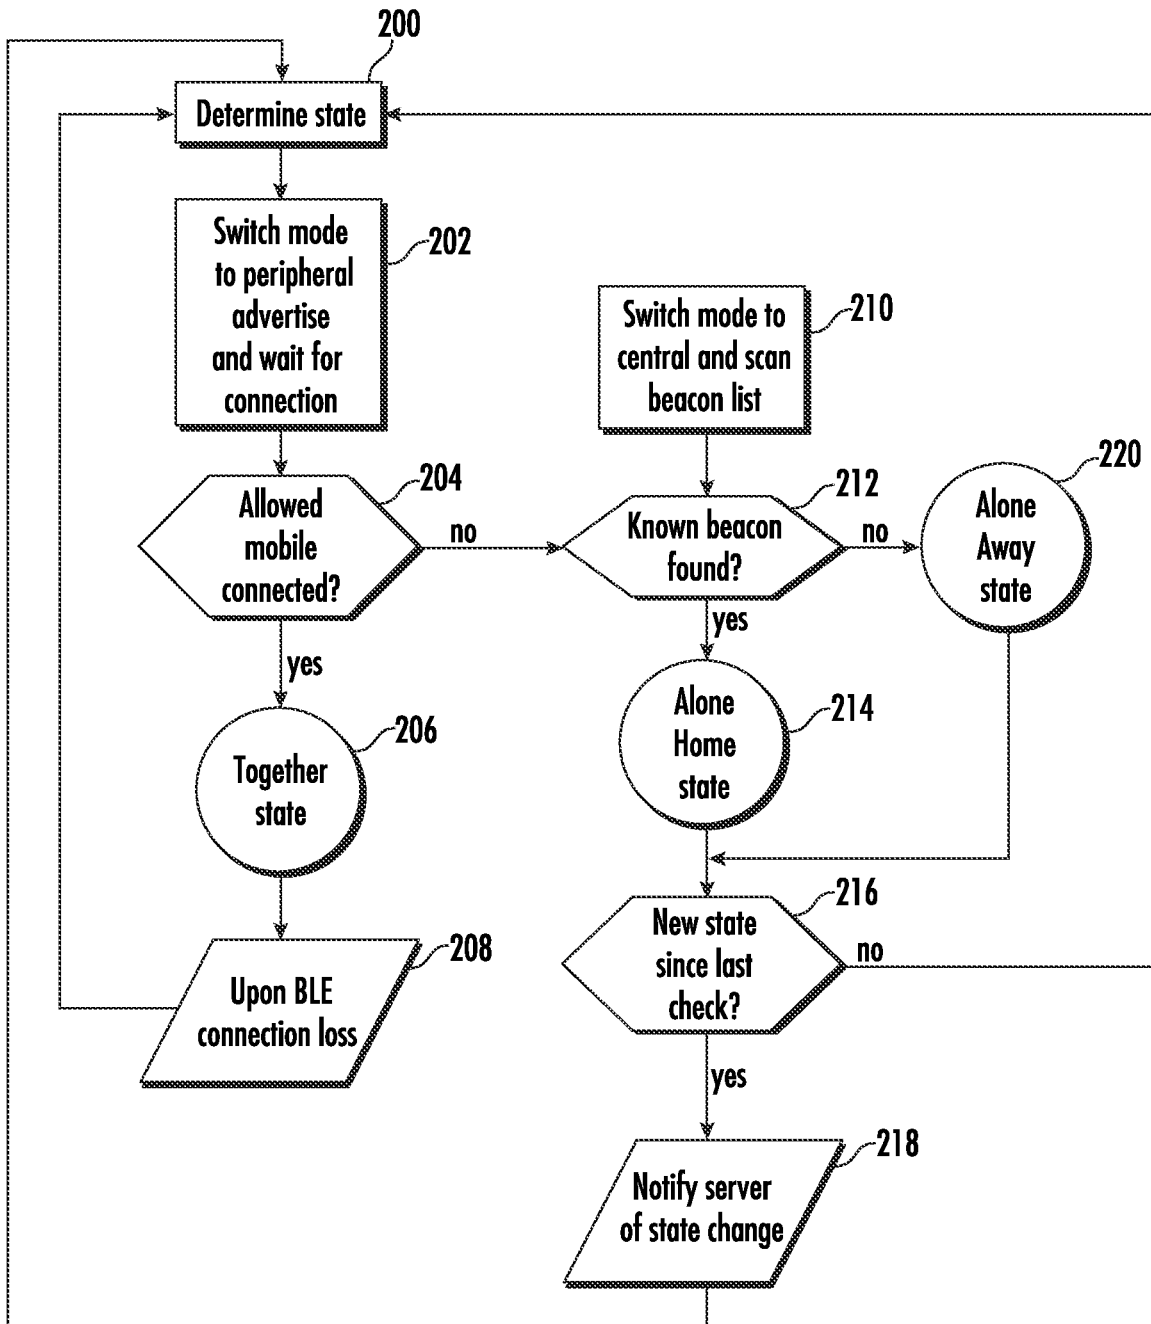 200
Determine state
Switch mode
to peripheral
advertise
and wait for
connection
202
Switch mode to
central and scan
beacon list
210
Allowed
mobile
connected?
204
no
Known beacon
found?
212
no
Alone
Away
state
220
yes
yes
Together
state
206
Alone
Home
state
214
Upon BLE
connection loss
208
New state
since last
check?
216
no
yes
Notify server
of state change
218